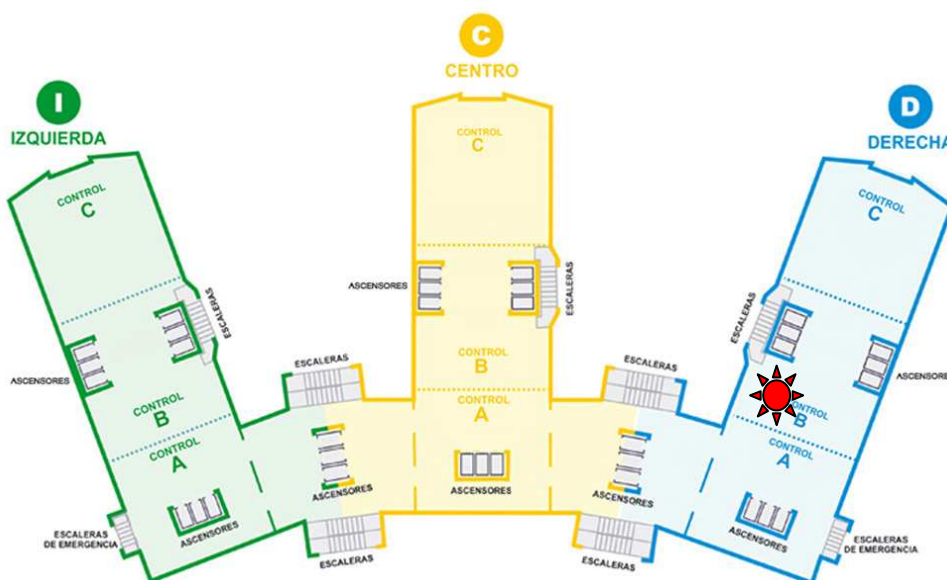 C
CENTRO
I
IZQUIERDA
D
DERECHA
CONTROL
C
CONTROL
C
CONTROL
C
ASCENSORES
ESCALERAS
ESCALERAS
ESCALERAS
ASCENSORES
ESCALERAS
CONTROL
B
ESCALERAS
ASCENSORES
CONTROL
B
CONTROL
A
B
CONTROL
A
CONTROL
A
ASCENSORES
ASCENSORES
ASCENSORES
ESCALERAS
DE EMERGENCIA
ASCENSORES
ESCALERAS
ESCALERAS
ASCENSORES
ESCALERAS
DE EMERGENCIA